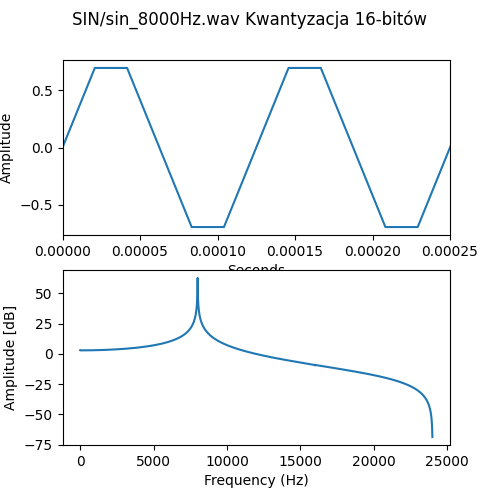 SIN/sin_8000Hz.wav Kwantyzacja 16-bitów
Amplitude
0.5
0.0
−0.5
0.00000 0.00005 0.00010 0.00015 0.00020 0.00025
Seconds
Amplitude [dB]
50
25
0
−25
−50
−75
0 5000 10000 15000 20000 25000
Frequency (Hz)